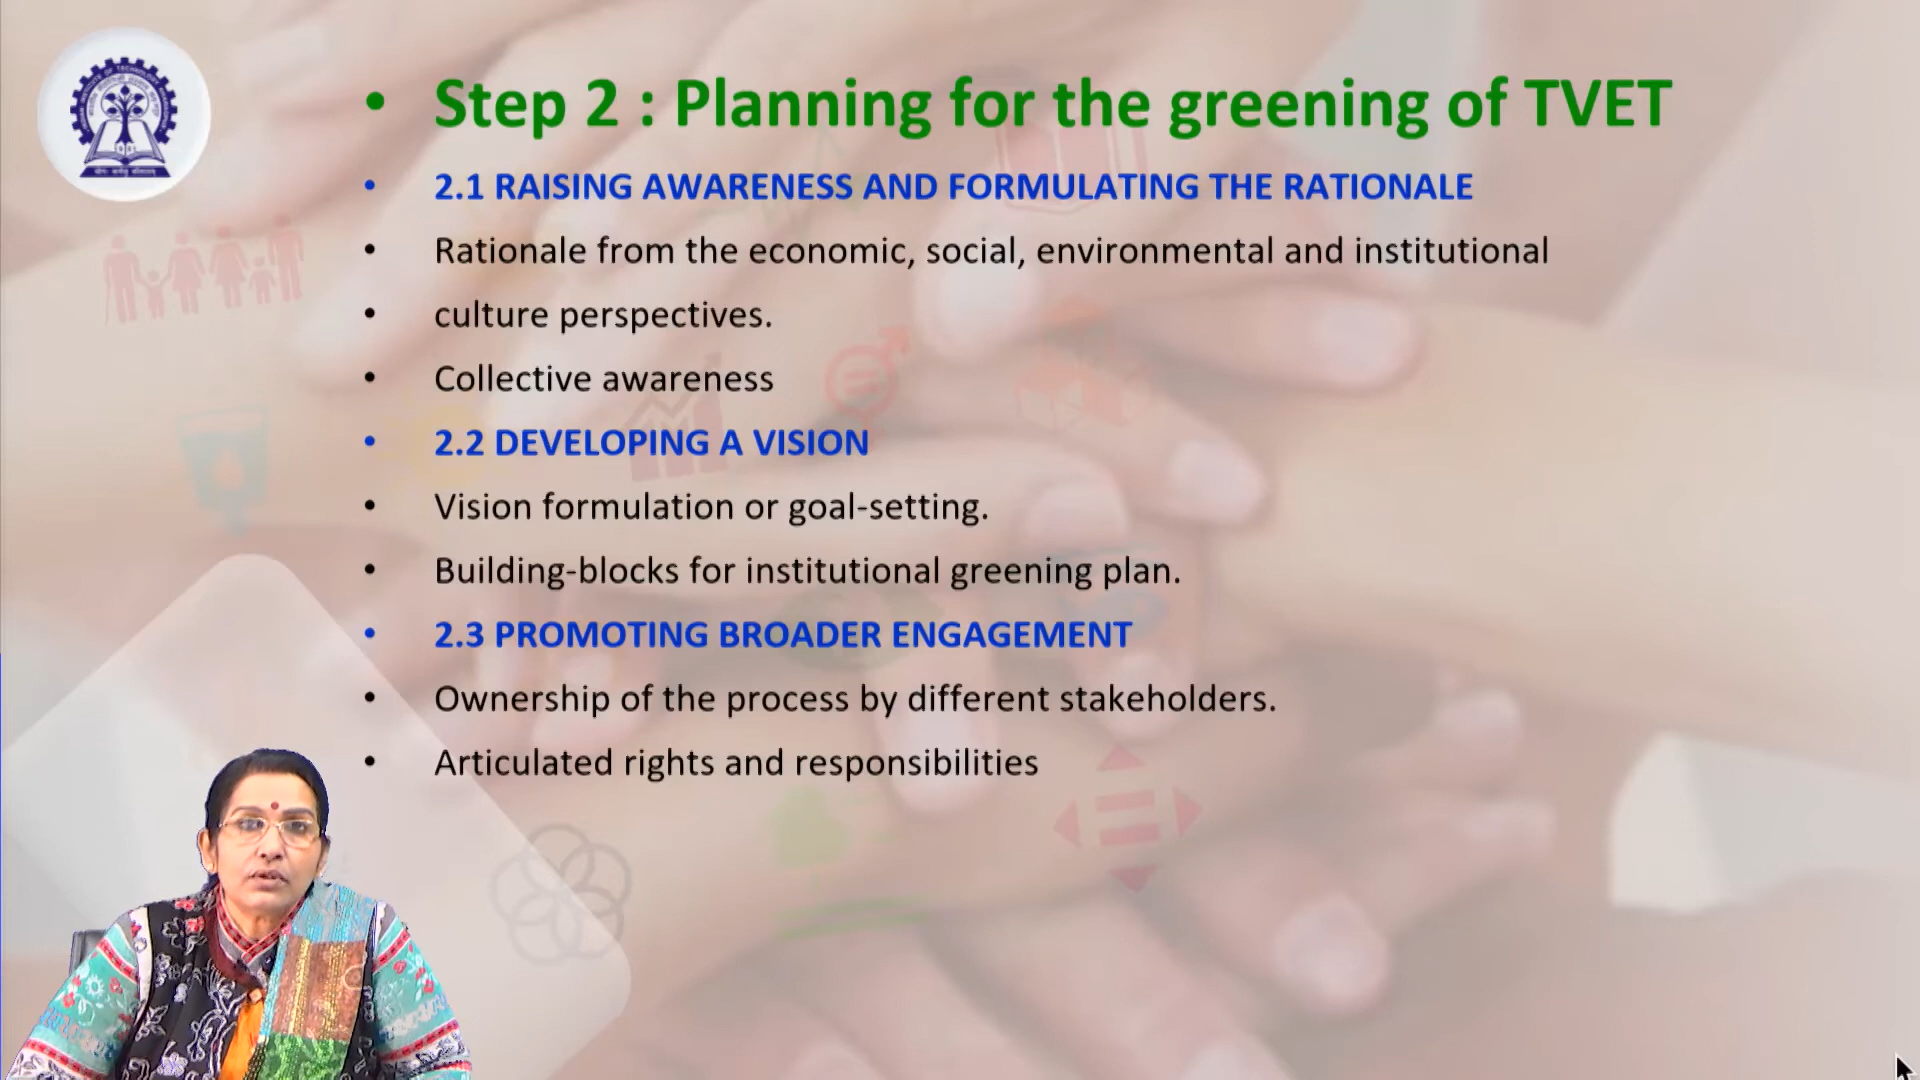 • Step 2 : Planning for the greening of TVET
• 2.1 RAISING AWARENESS AND FORMULATING THE RATIONALE
• Rationale from the economic, social, environmental and institutional
• culture perspectives.
• Collective awareness
• 2.2 DEVELOPING A VISION
• Vision formulation or goal-setting.
• Building-blocks for institutional greening plan.
• 2.3 PROMOTING BROADER ENGAGEMENT
• Ownership of the process by different stakeholders.
• Articulated rights and responsibilities